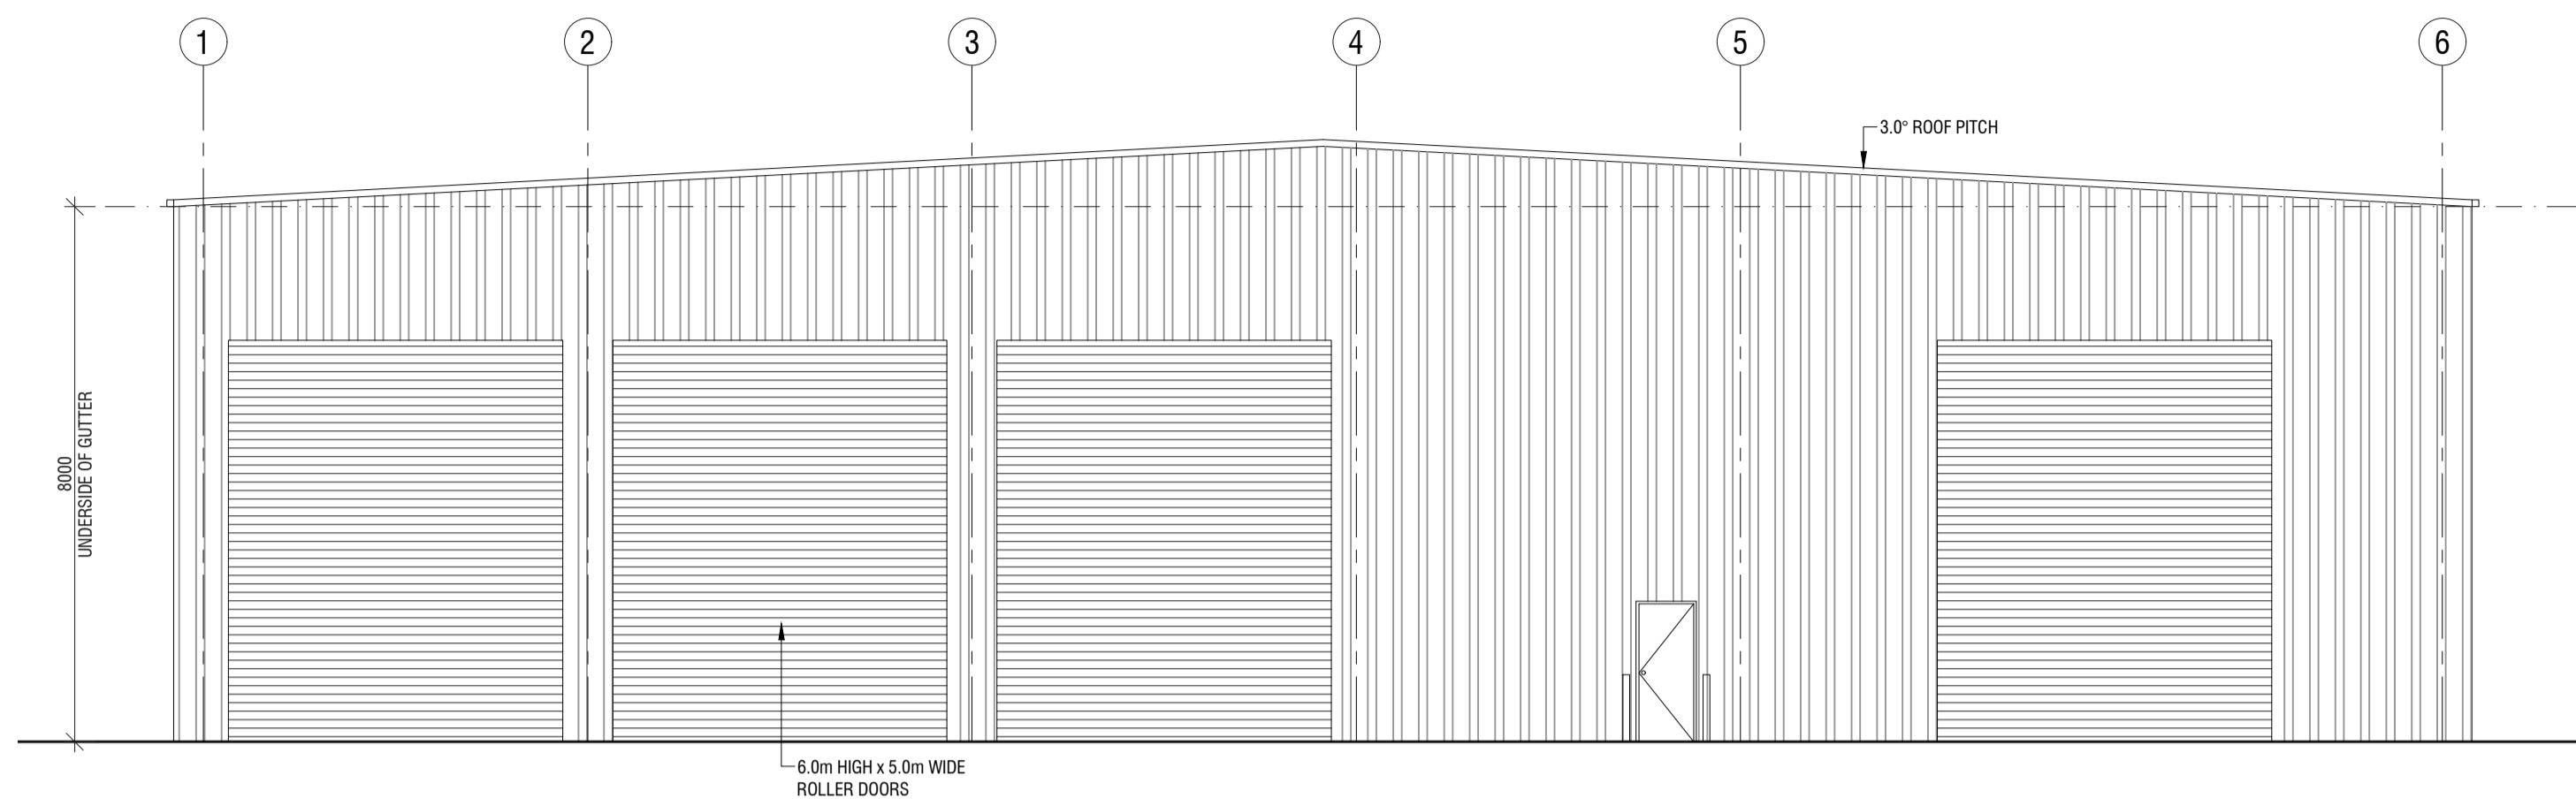 1
2
3
4
5
6
3.0° ROOF PITCH
8000
UNDERSIDE OF GUTTER
6.0m HIGH x 5.0m WIDE
ROLLER DOORS